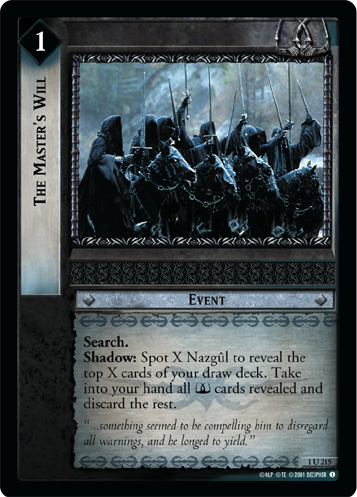 1
THE MASTER'S WILL
EVENT
Search.
Shadow: Spot X Nazgûl to reveal the
top X cards of your draw deck. Take
into your hand all cards revealed and
discard the rest.
"...something seemed to be compelling him to disregard
all warnings, and he longed to yield."
1 U 215
©NLP ©TE ©2001 DECIPHER 1